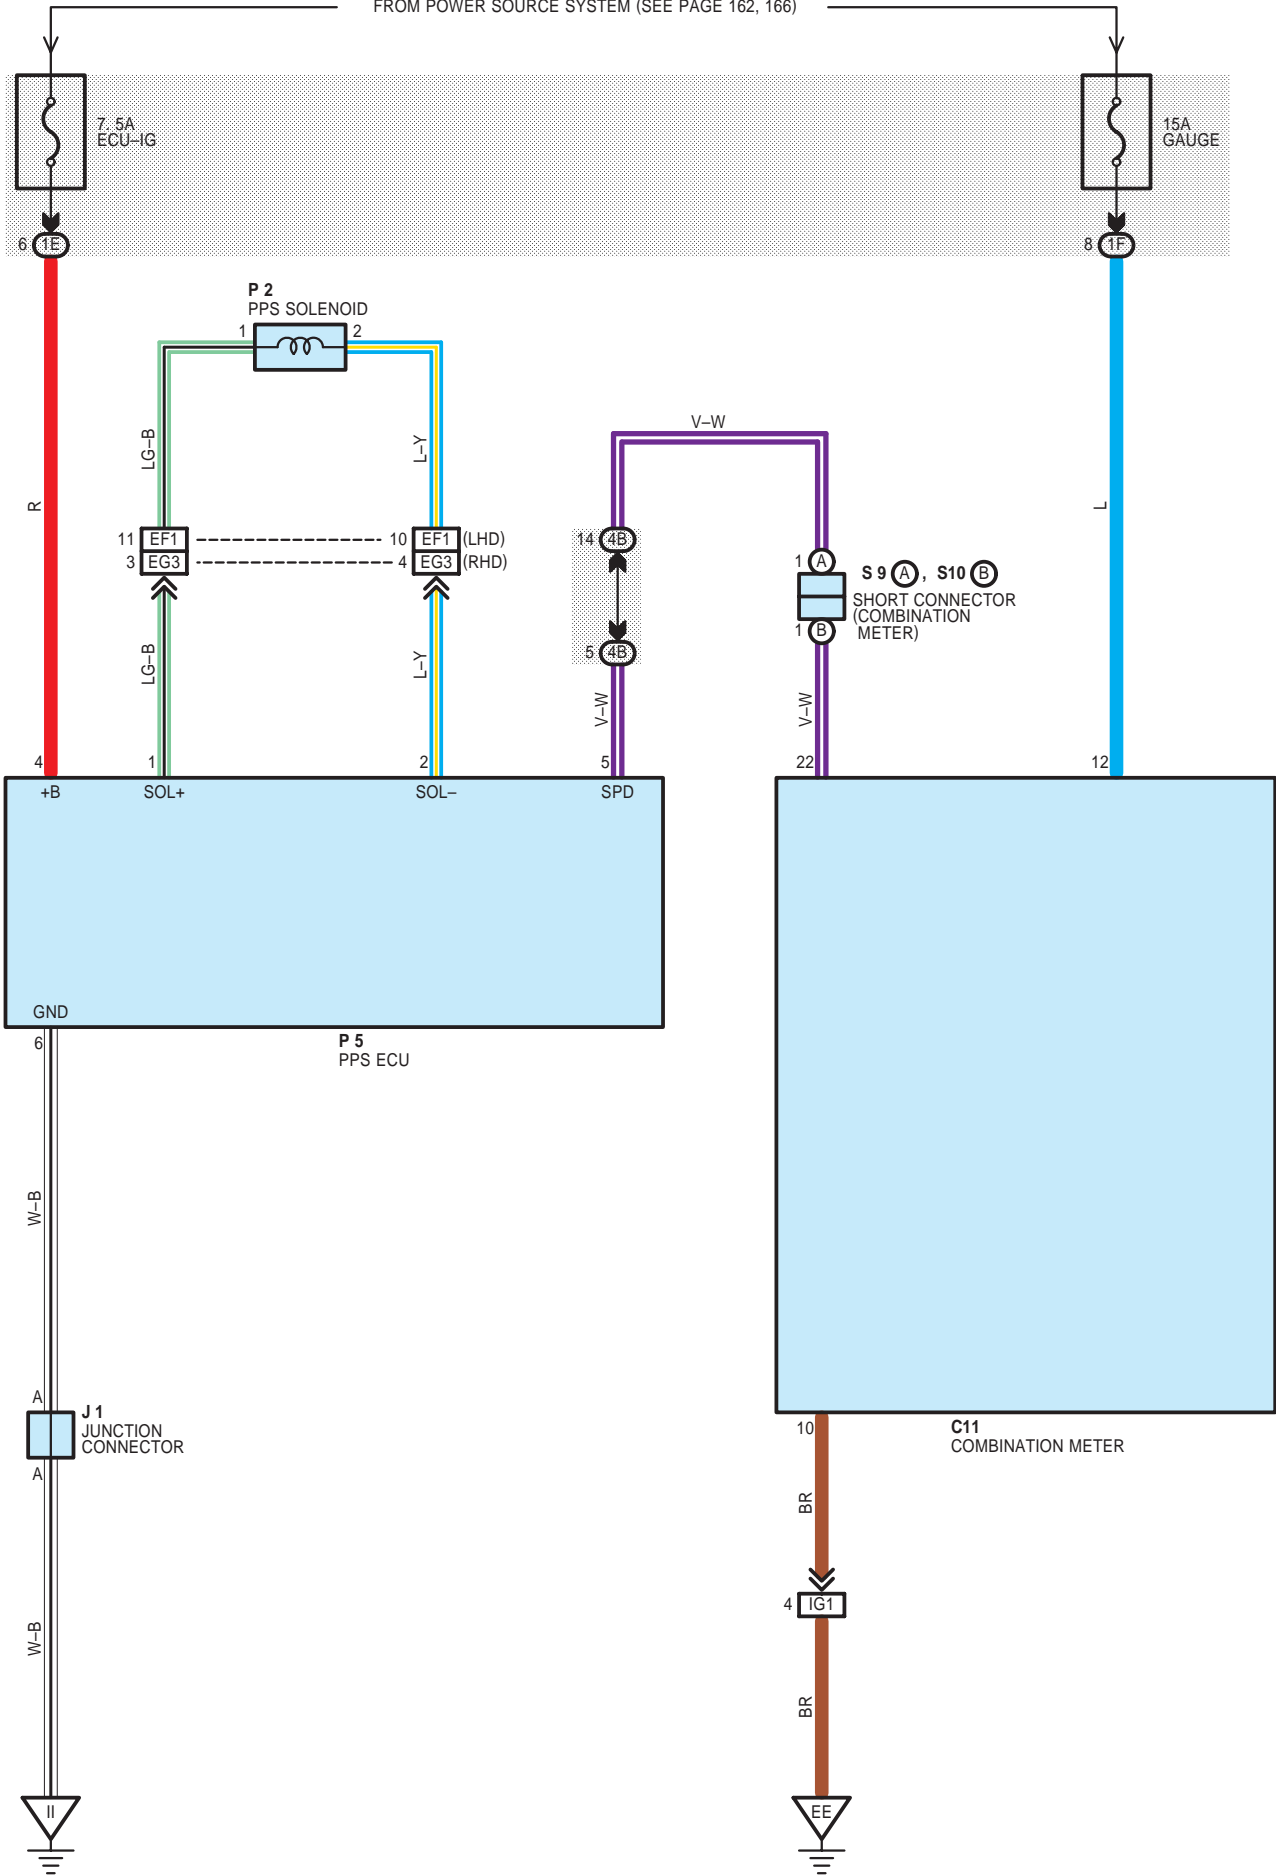 FROM POWER SOURCE SYSTEM (SEE PAGE 162, 166)
7. 5A
ECU–IG
15A
GAUGE
6 1E
8 1F
P 2
PPS SOLENOID
1 2
LG–B
L–Y
V–W
R
L
11 EF1 10 EF1 (LHD)
3 EG3 4 EG3 (RHD)
14 4B
5 4B
1 A
S 9 A , S10 B
SHORT CONNECTOR
(COMBINATION
METER)
1 B
LG–B
L–Y
V–W
V–W
4 1 2 5 22 12
+B SOL+ SOL– SPD
GND
6
P 5
PPS ECU
W–B
A
J 1
JUNCTION
CONNECTOR
A
10
C11
COMBINATION METER
BR
4 IG1
W–B
BR
II
EE